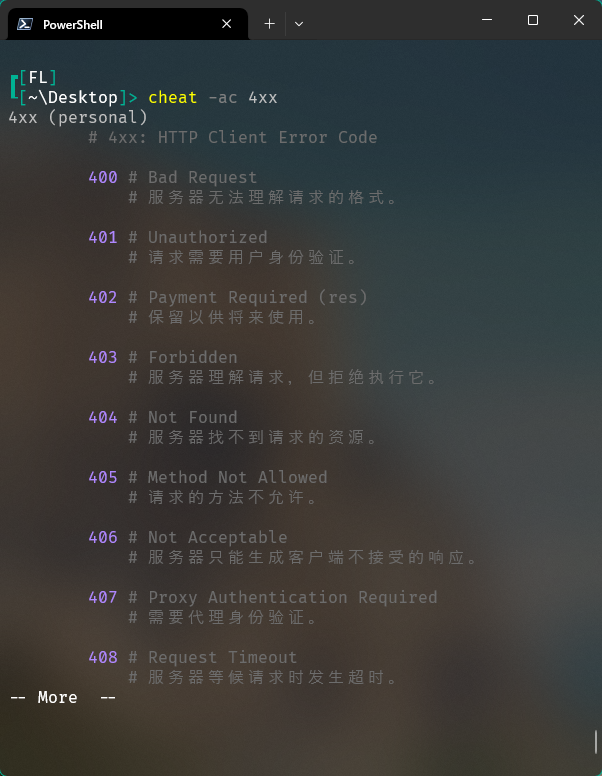 PowerShell
[FL]
[~\Desktop]> cheat -ac 4xx
4xx (personal)
# 4xx: HTTP Client Error Code
400 # Bad Request
# 服务器无法理解请求的格式。
401 # Unauthorized
# 请求需要用户身份验证。
402 # Payment Required (res)
# 保留以供将来使用。
403 # Forbidden
# 服务器理解请求，但拒绝执行它。
404 # Not Found
# 服务器找不到请求的资源。
405 # Method Not Allowed
# 请求的方法不允许。
406 # Not Acceptable
# 服务器只能生成客户端不接受的响应。
407 # Proxy Authentication Required
# 需要代理身份验证。
408 # Request Timeout
# 服务器等候请求时发生超时。
-- More  --